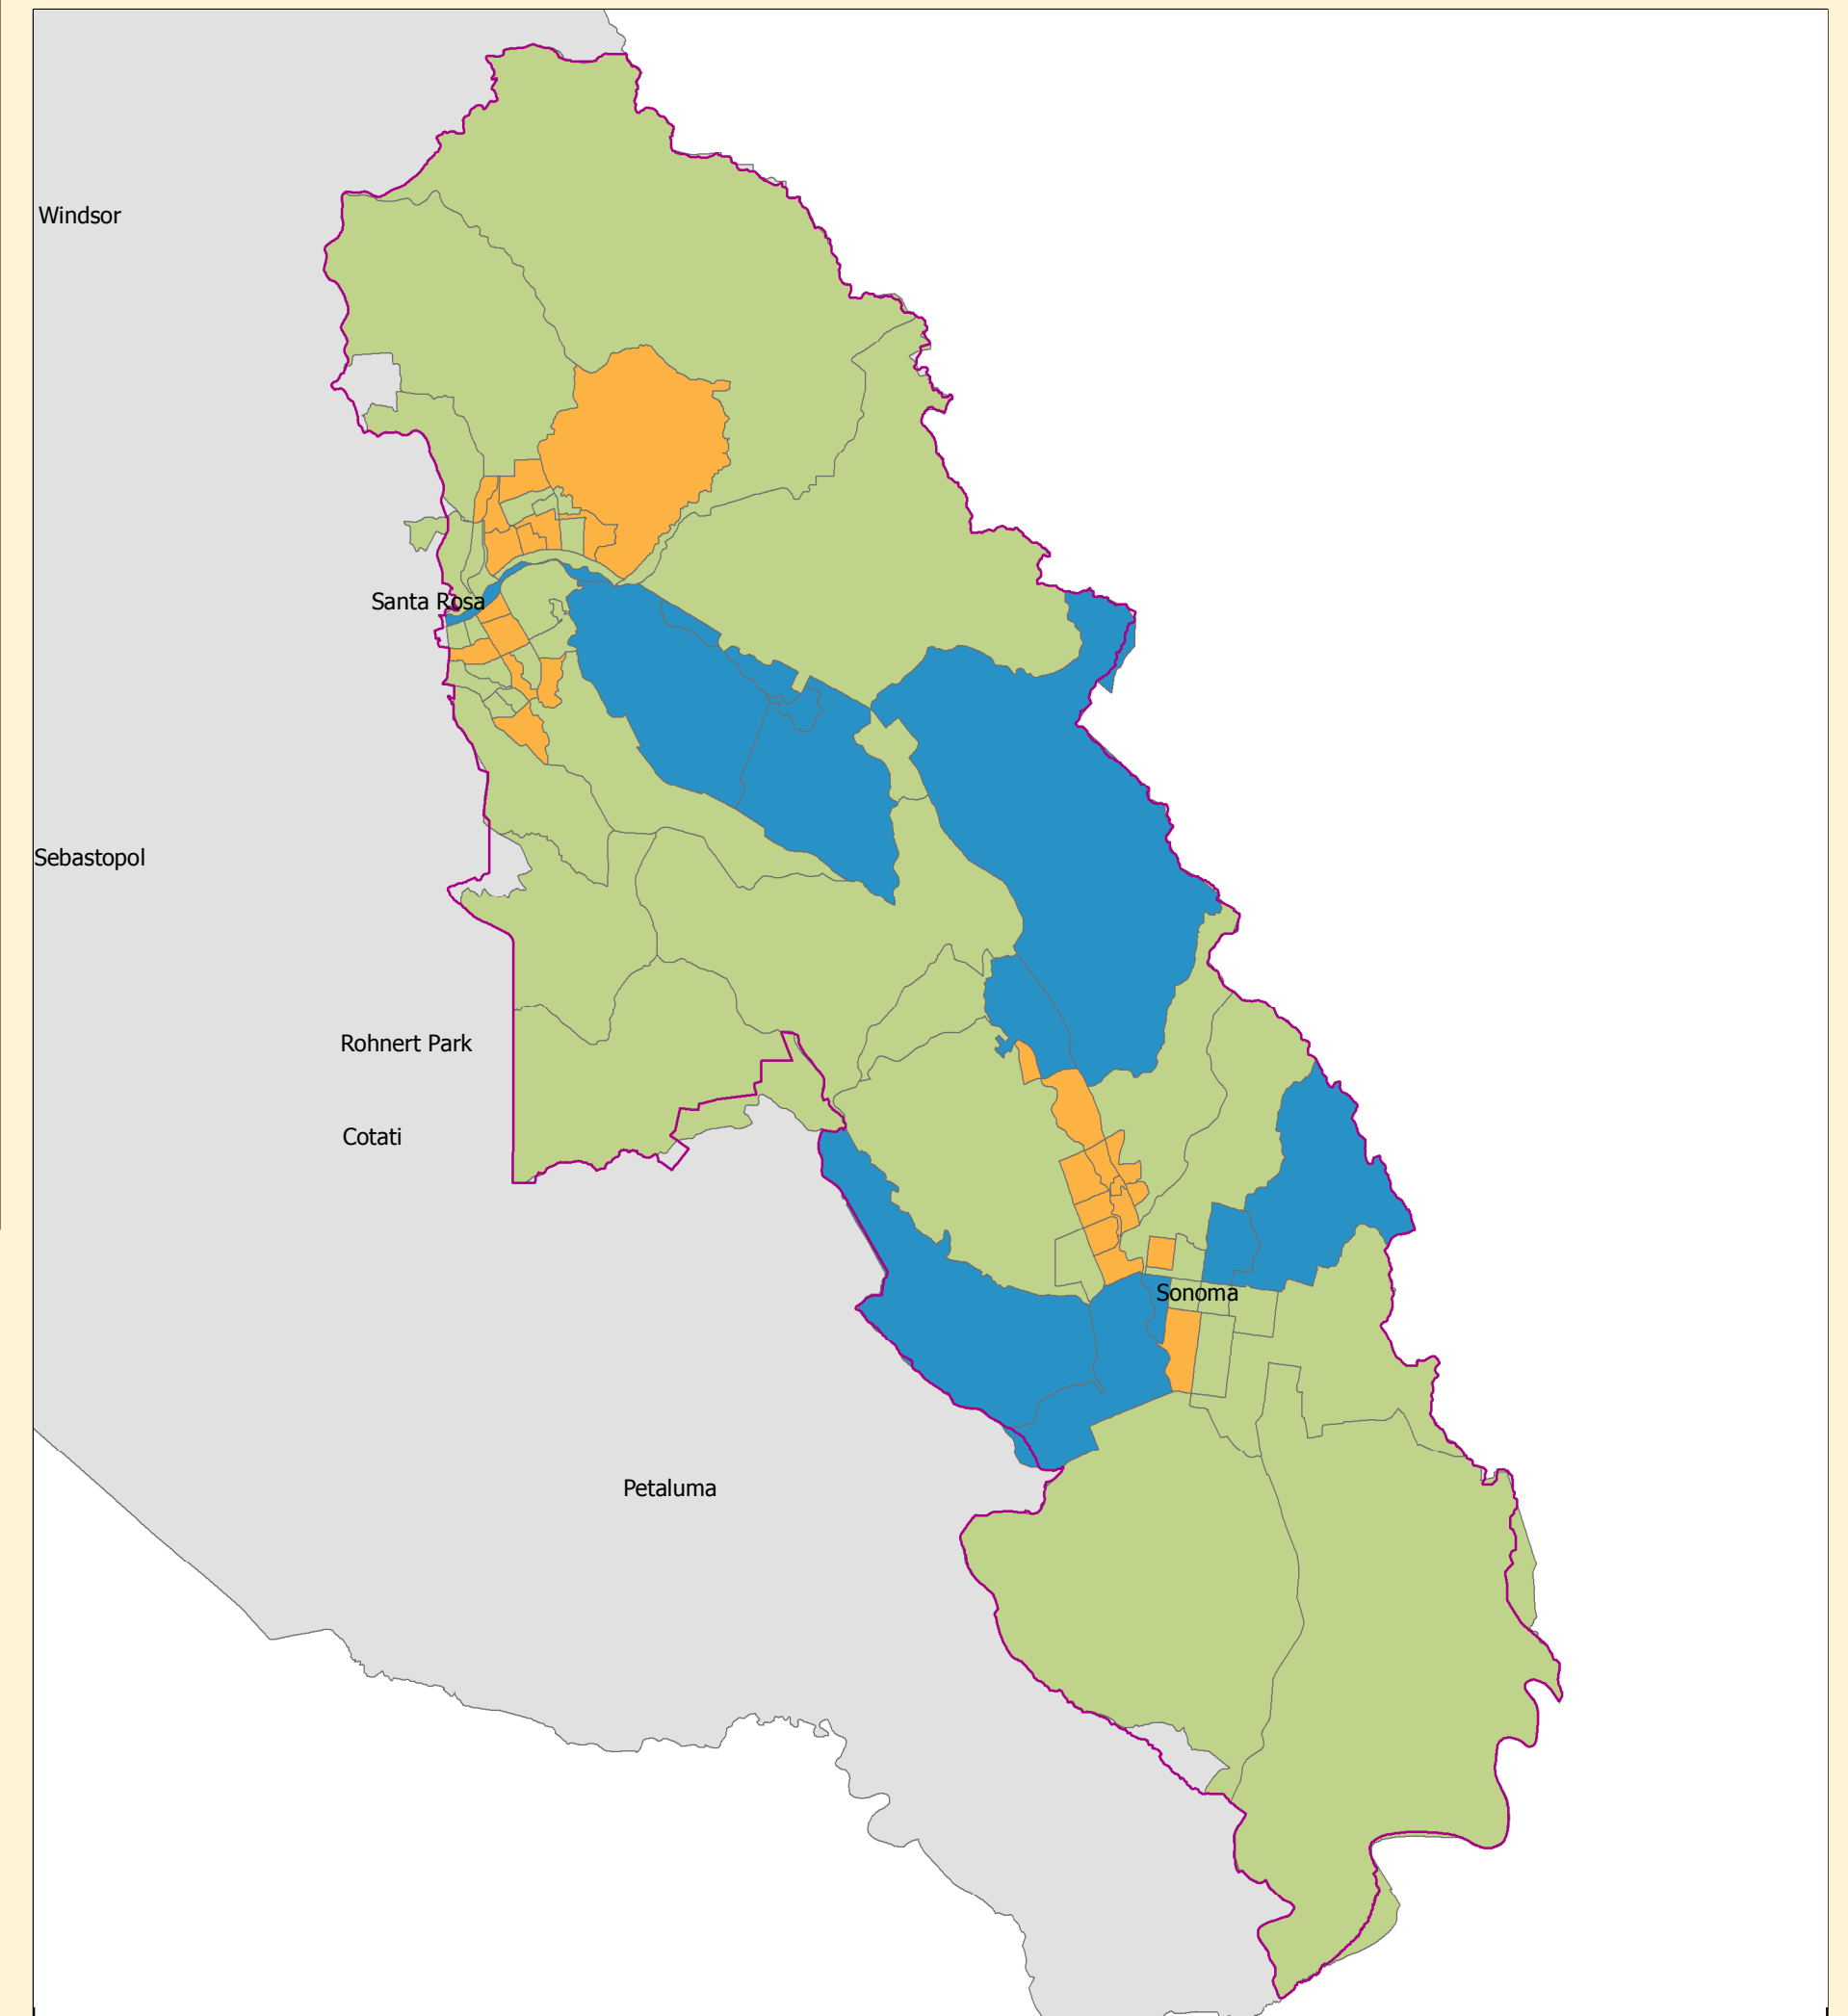 Windsor
Santa Rosa
Sebastopol
Rohnert Park
Cotati
Sonoma
Petaluma